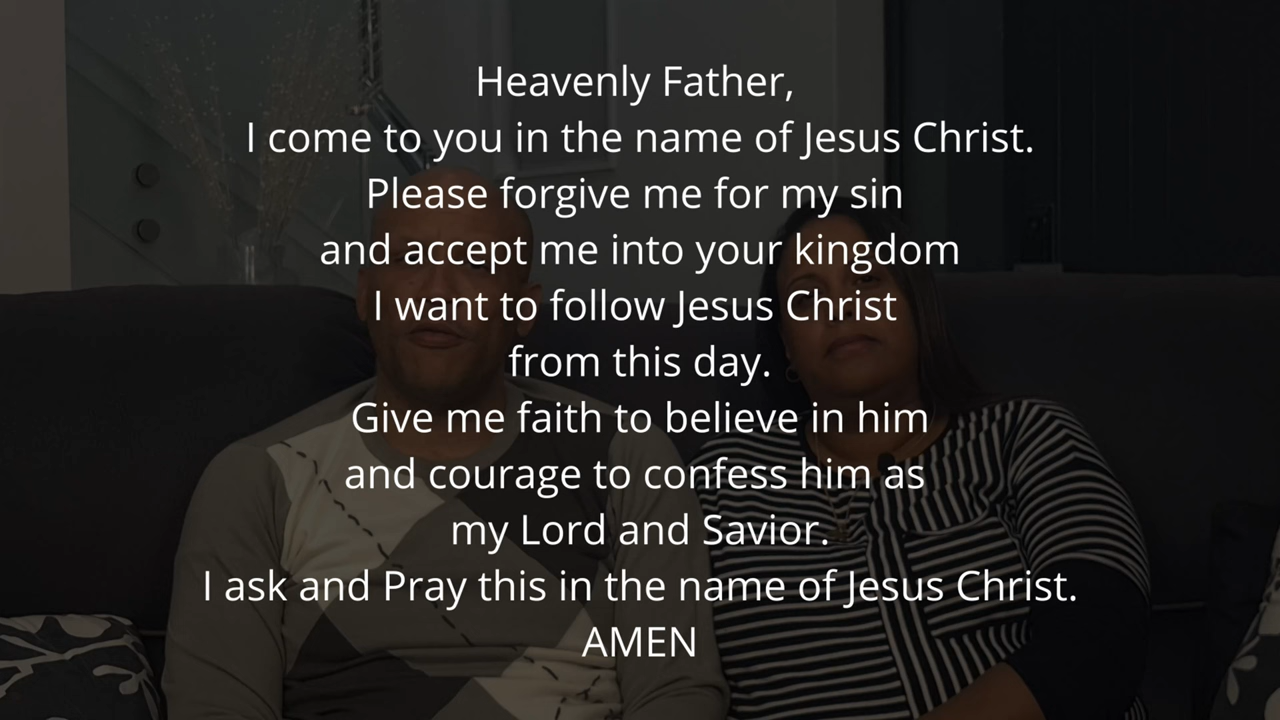 Heavenly Father,
I come to you in the name of Jesus Christ.
Please forgive me for my sin
and accept me into your kingdom
I want to follow Jesus Christ
from this day.
Give me faith to believe in him
and courage to confess him as
my Lord and Savior.
I ask and Pray this in the name of Jesus Christ.
AMEN